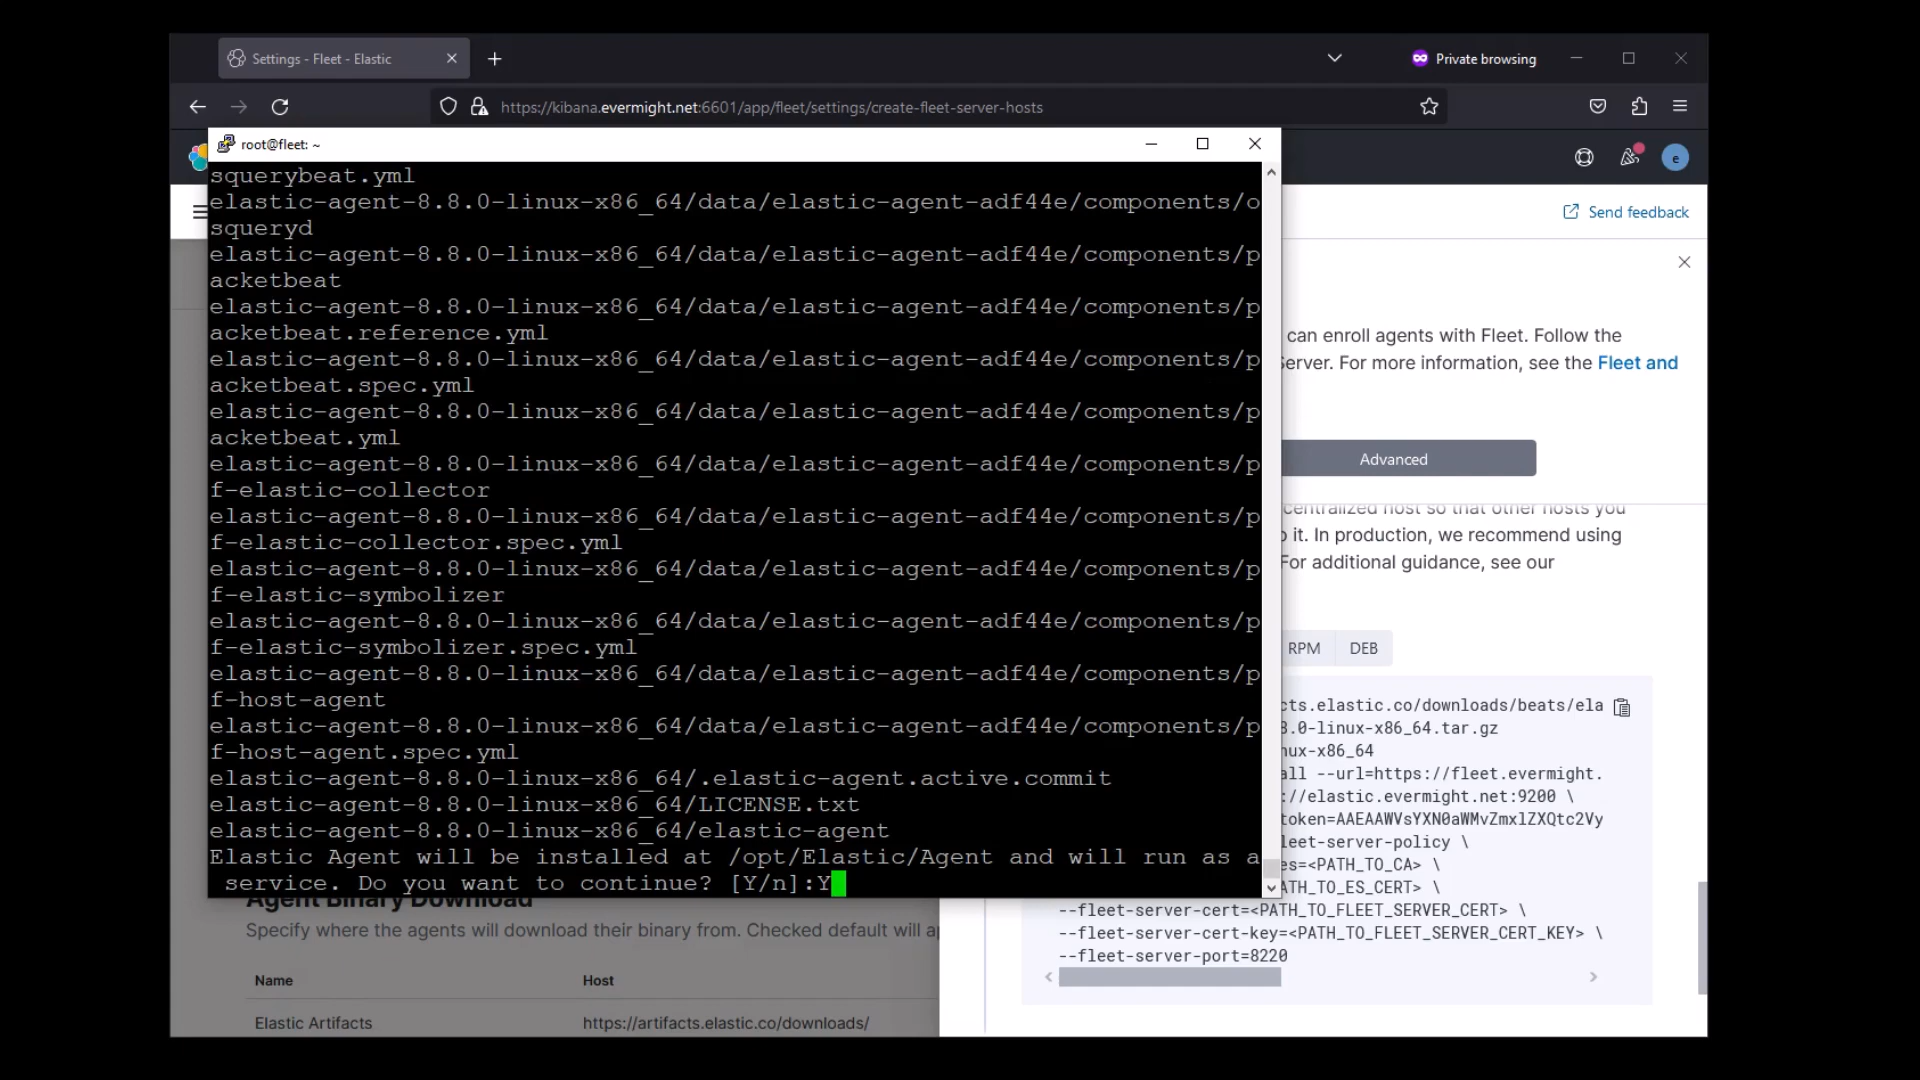 Settings - Fleet - Elastic
Private browsing
https://kibana.evermight.net:6601/app/fleet/settings/create-fleet-server-hosts
root@fleet: ~
e
squerybeat.yml
elastic-agent-8.8.0-linux-x86_64/data/elastic-agent-adf44e/components/o
squeryd
elastic-agent-8.8.0-linux-x86_64/data/elastic-agent-adf44e/components/p
acketbeat
elastic-agent-8.8.0-linux-x86_64/data/elastic-agent-adf44e/components/p
acketbeat.reference.yml
elastic-agent-8.8.0-linux-x86_64/data/elastic-agent-adf44e/components/p
acketbeat.spec.yml
elastic-agent-8.8.0-linux-x86_64/data/elastic-agent-adf44e/components/p
acketbeat.yml
elastic-agent-8.8.0-linux-x86_64/data/elastic-agent-adf44e/components/p
f-elastic-collector
elastic-agent-8.8.0-linux-x86_64/data/elastic-agent-adf44e/components/p
f-elastic-collector.spec.yml
elastic-agent-8.8.0-linux-x86_64/data/elastic-agent-adf44e/components/p
f-elastic-symbolizer
elastic-agent-8.8.0-linux-x86_64/data/elastic-agent-adf44e/components/p
f-elastic-symbolizer.spec.yml
elastic-agent-8.8.0-linux-x86_64/data/elastic-agent-adf44e/components/p
f-host-agent
elastic-agent-8.8.0-linux-x86_64/data/elastic-agent-adf44e/components/p
f-host-agent.spec.yml
elastic-agent-8.8.0-linux-x86_64/.elastic-agent.active.commit
elastic-agent-8.8.0-linux-x86_64/LICENSE.txt
elastic-agent-8.8.0-linux-x86_64/elastic-agent
Elastic Agent will be installed at /opt/Elastic/Agent and will run as a
service. Do you want to continue? [Y/n]:Y
Send feedback
can enroll agents with Fleet. Follow the
Server. For more information, see the Fleet and
Advanced
centralized host so that other hosts you
o it. In production, we recommend using
For additional guidance, see our
RPM
DEB
cts.elastic.co/downloads/beats/ela
8.0-linux-x86_64.tar.gz
nux-x86_64
all --url=https://fleet.evermight.
://elastic.evermight.net:9200 \
token=AAEAAWVsYXN0aWMvZmxlZXQtc2Vy
leet-server-policy \
es=<PATH_TO_CA> \
ATH_TO_ES_CERT> \
--fleet-server-cert=<PATH_TO_FLEET_SERVER_CERT> \
--fleet-server-cert-key=<PATH_TO_FLEET_SERVER_CERT_KEY> \
--fleet-server-port=8220
Agent Binary Download
Specify where the agents will download their binary from. Checked default will ap
Name
Host
Elastic Artifacts
https://artifacts.elastic.co/downloads/